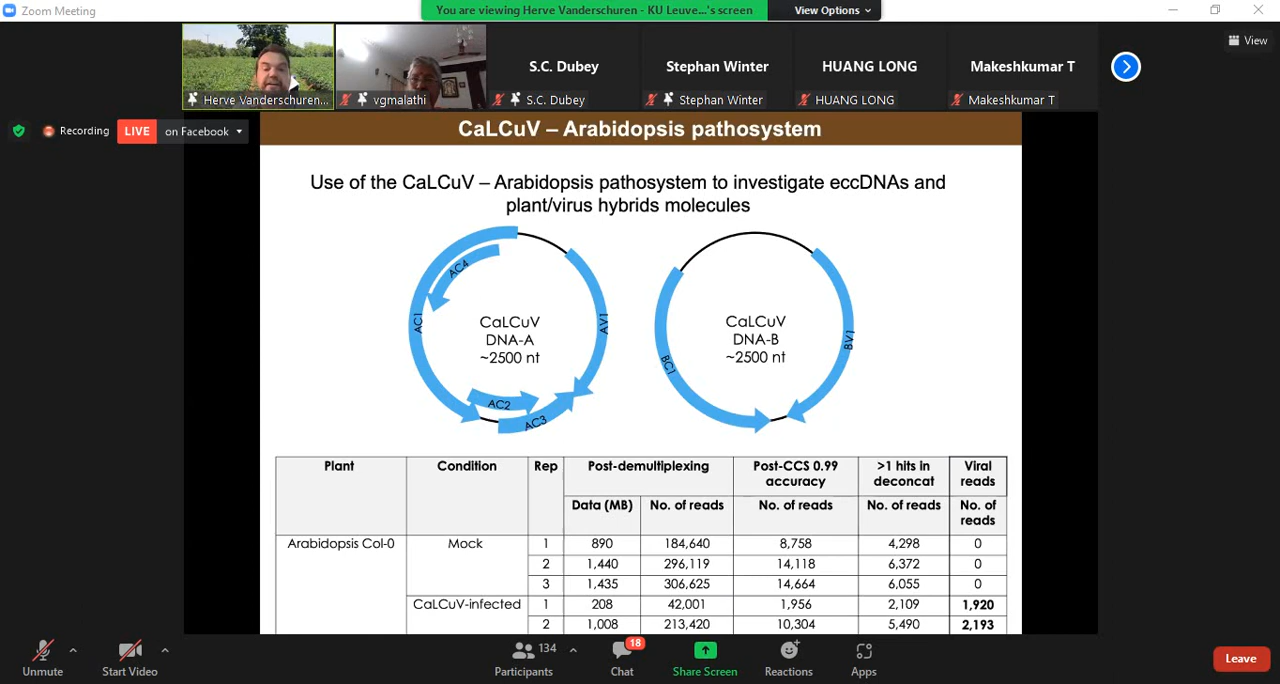 Zoom Meeting
You are viewing Herve Vanderschuren - KU Leuve...'s screen
View Options
View
S.C. Dubey
Stephan Winter
HUANG LONG
Makeshkumar T
Herve Vanderschuren...
vgmalathi
S.C. Dubey
Stephan Winter
HUANG LONG
Makeshkumar T
Recording
LIVE
on Facebook
CaLCuV – Arabidopsis pathosystem
Use of the CaLCuV – Arabidopsis pathosystem to investigate eccDNAs and
plant/virus hybrids molecules
AC4
AC1
AV1
AC2
AC3
CaLCuV
DNA-A
~2500 nt
BC1
BV1
CaLCuV
DNA-B
~2500 nt
Plant Condition Rep Post-demultiplexing Post-CCS 0.99 >1 hits in Viral
accuracy deconcat reads
Data (MB) No. of reads No. of reads No. of reads No. of
reads
Arabidopsis Col-0 Mock 1 890 184,640 8,758 4,298 0
2 1,440 296,119 14,118 6,372 0
3 1,435 306,625 14,664 6,055 0
CaLCuV-infected 1 208 42,001 1,956 2,109 1,920
2 1,008 213,420 10,304 5,490 2,193
134
18
Unmute
Start Video
Participants
Chat
Share Screen
Reactions
Apps
Leave